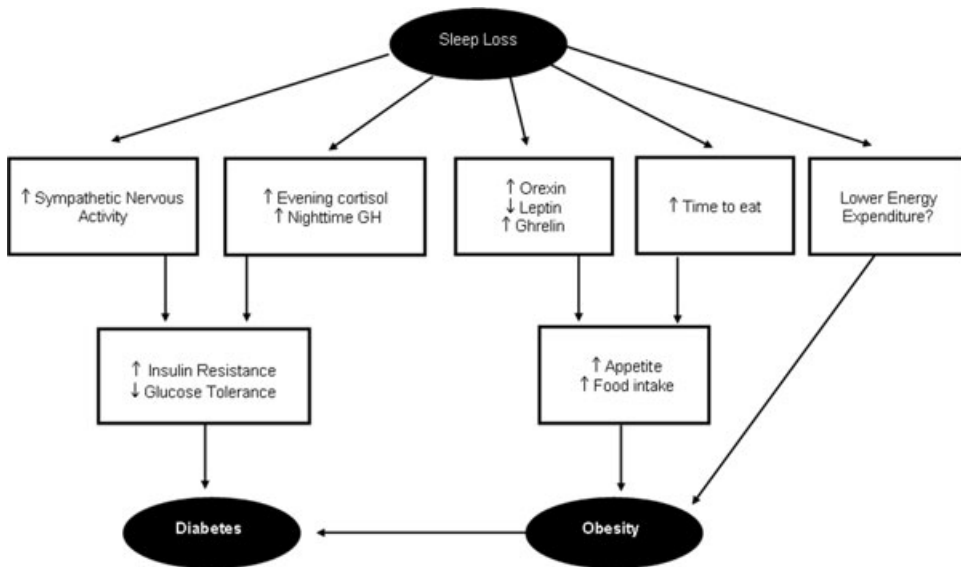 Sleep Loss
↑ Sympathetic Nervous
Activity
↑ Evening cortisol
↑ Nighttime GH
↑ Orexin
↓ Leptin
↑ Ghrelin
↑ Time to eat
Lower Energy
Expenditure?
↑ Insulin Resistance
↓ Glucose Tolerance
↑ Appetite
↑ Food intake
Diabetes
Obesity